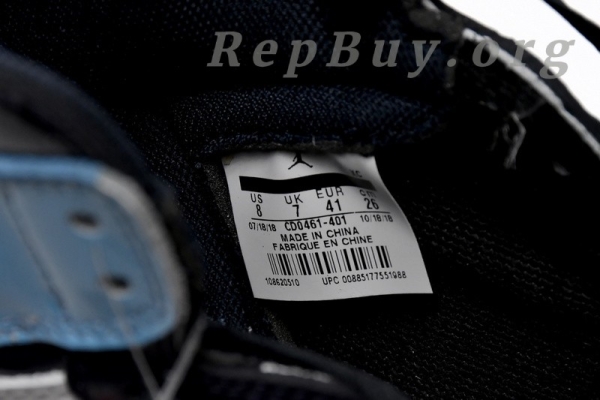 RepBuy.org
US UK EUR cm
8 7 41 26
07/18/18 CD0461-401 10/18/18
MADE IN CHINA
FABRIQUE EN CHINE
108620510 UPC 00885177551988